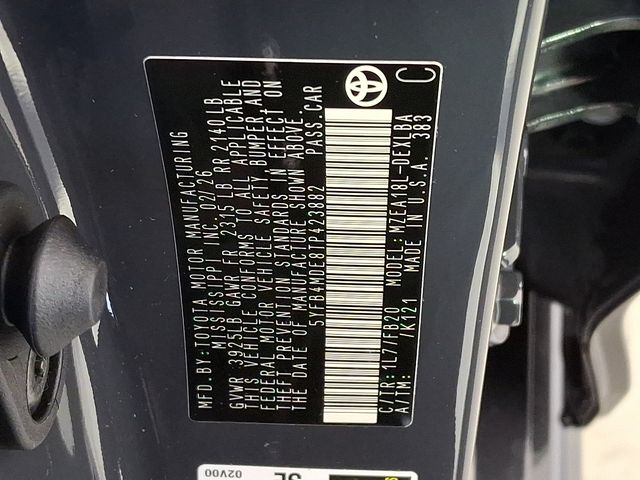 MFD.BY:TOYOTA MOTOR MANUFACTURING
MISSISSIPPI, INC. 02/26
GVWR 3925LB GAWR FR 2315 LB RR 2140 LB
THIS VEHICLE CONFORMS TO ALL APPLICABLE
FEDERAL MOTOR VEHICLE SAFETY, BUMPER, AND
THEFT PREVENTION STANDARDS IN EFFECT ON
THE DATE OF MANUFACTURE SHOWN ABOVE.
5YFB4MDE8TP423882 PASS.CAR
C/TR: 1L7/FB20 MODEL: MZEA18L-DEXLBA
A/TM: /K121 MADE IN U.S.A. 383
C
02V00